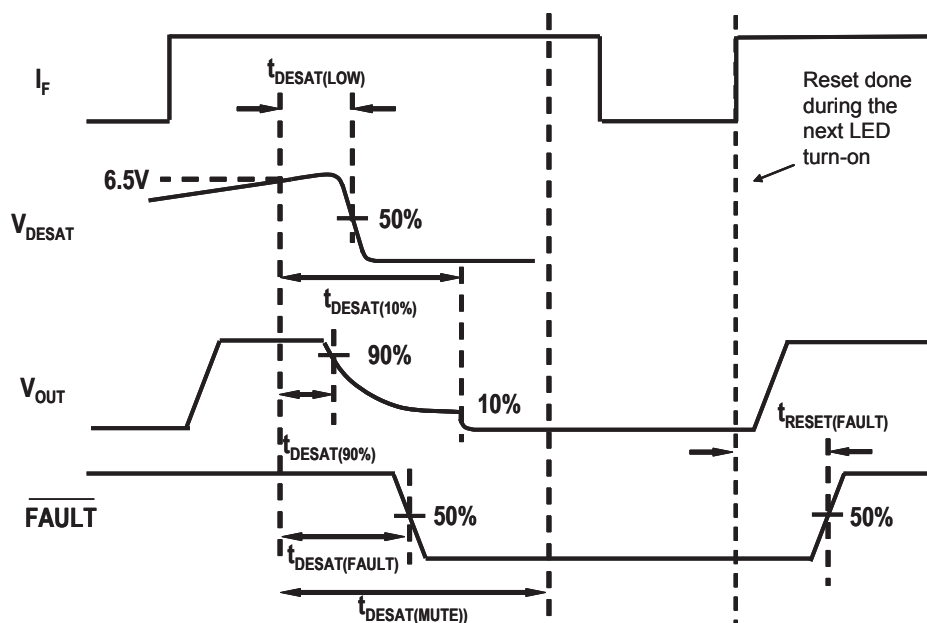 I_F
t_DESAT(LOW)
Reset done
during the
next LED
turn-on
6.5V
V_DESAT
50%
t_DESAT(10%)
90%
V_OUT
10%
t_RESET(FAULT)
t_DESAT(90%)
FAULT
50%
50%
t_DESAT(FAULT)
t_DESAT(MUTE))